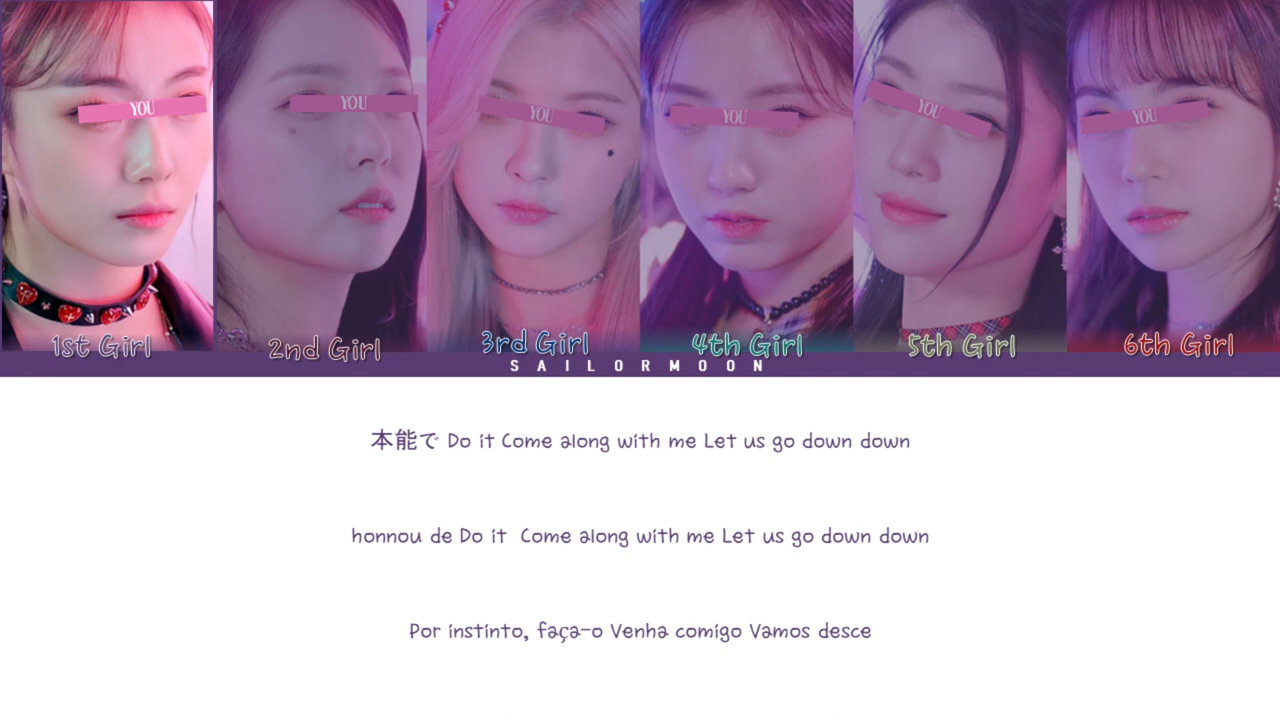 YOU YOU YOU YOU YOU YOU
1st Girl 2nd Girl 3rd Girl 4th Girl 5th Girl 6th Girl
SAILORMOON
本能で Do it Come along with me Let us go down down
honnou de Do it Come along with me Let us go down down
Por instinto, faça-o Venha comigo Vamos desce